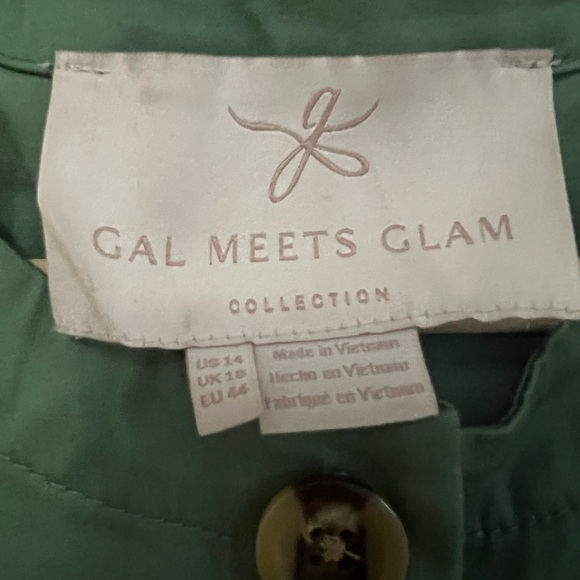 GAL MEETS GLAM
COLLECTION
US 14
UK 18
EU 44
Made in Vietnam
Hecho en Vietnam
Fabriqué en Vietnam